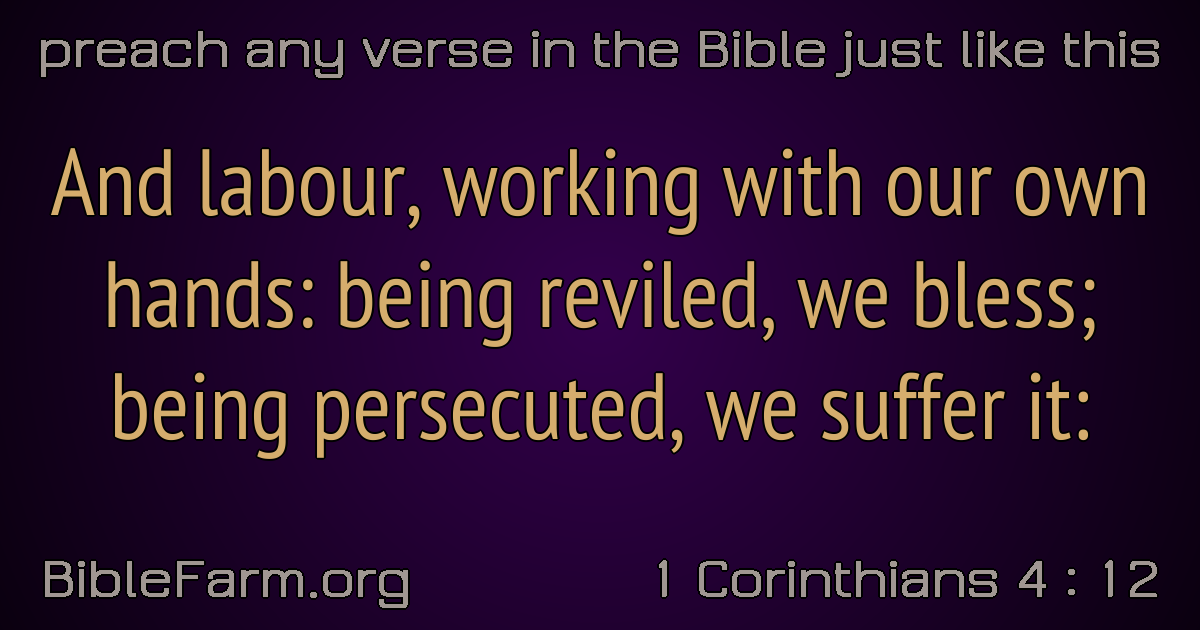 preach any verse in the Bible just like this
And labour, working with our own
hands: being reviled, we bless;
being persecuted, we suffer it:
BibleFarm.org
1 Corinthians 4 : 12